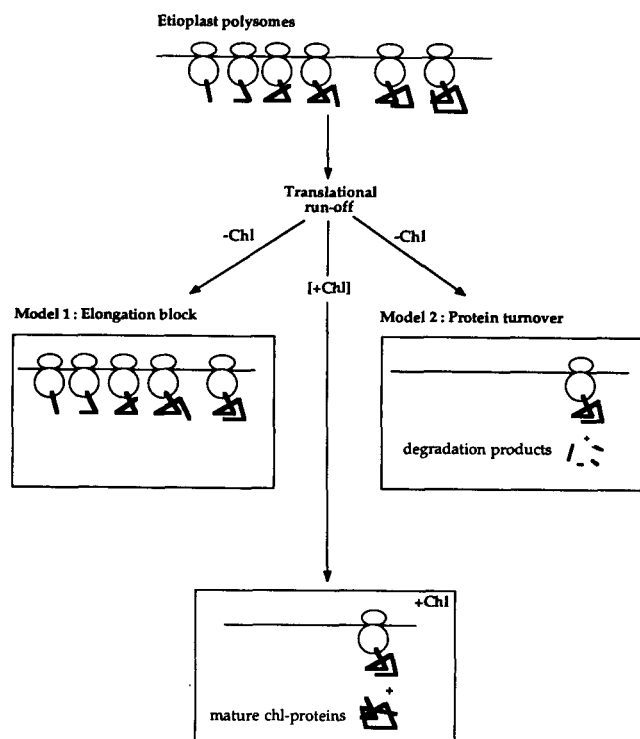 Etioplast polysomes
Translational
run-off
-Chl
-Chl
[+Chl]
Model 1 : Elongation block
Model 2 : Protein turnover
degradation products
+
+Chl
+
mature chl-proteins